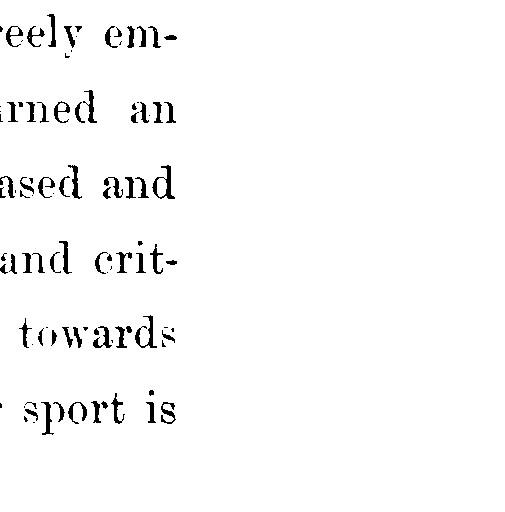 reely em-
rned an
ased and
and crit-
towards
sport is